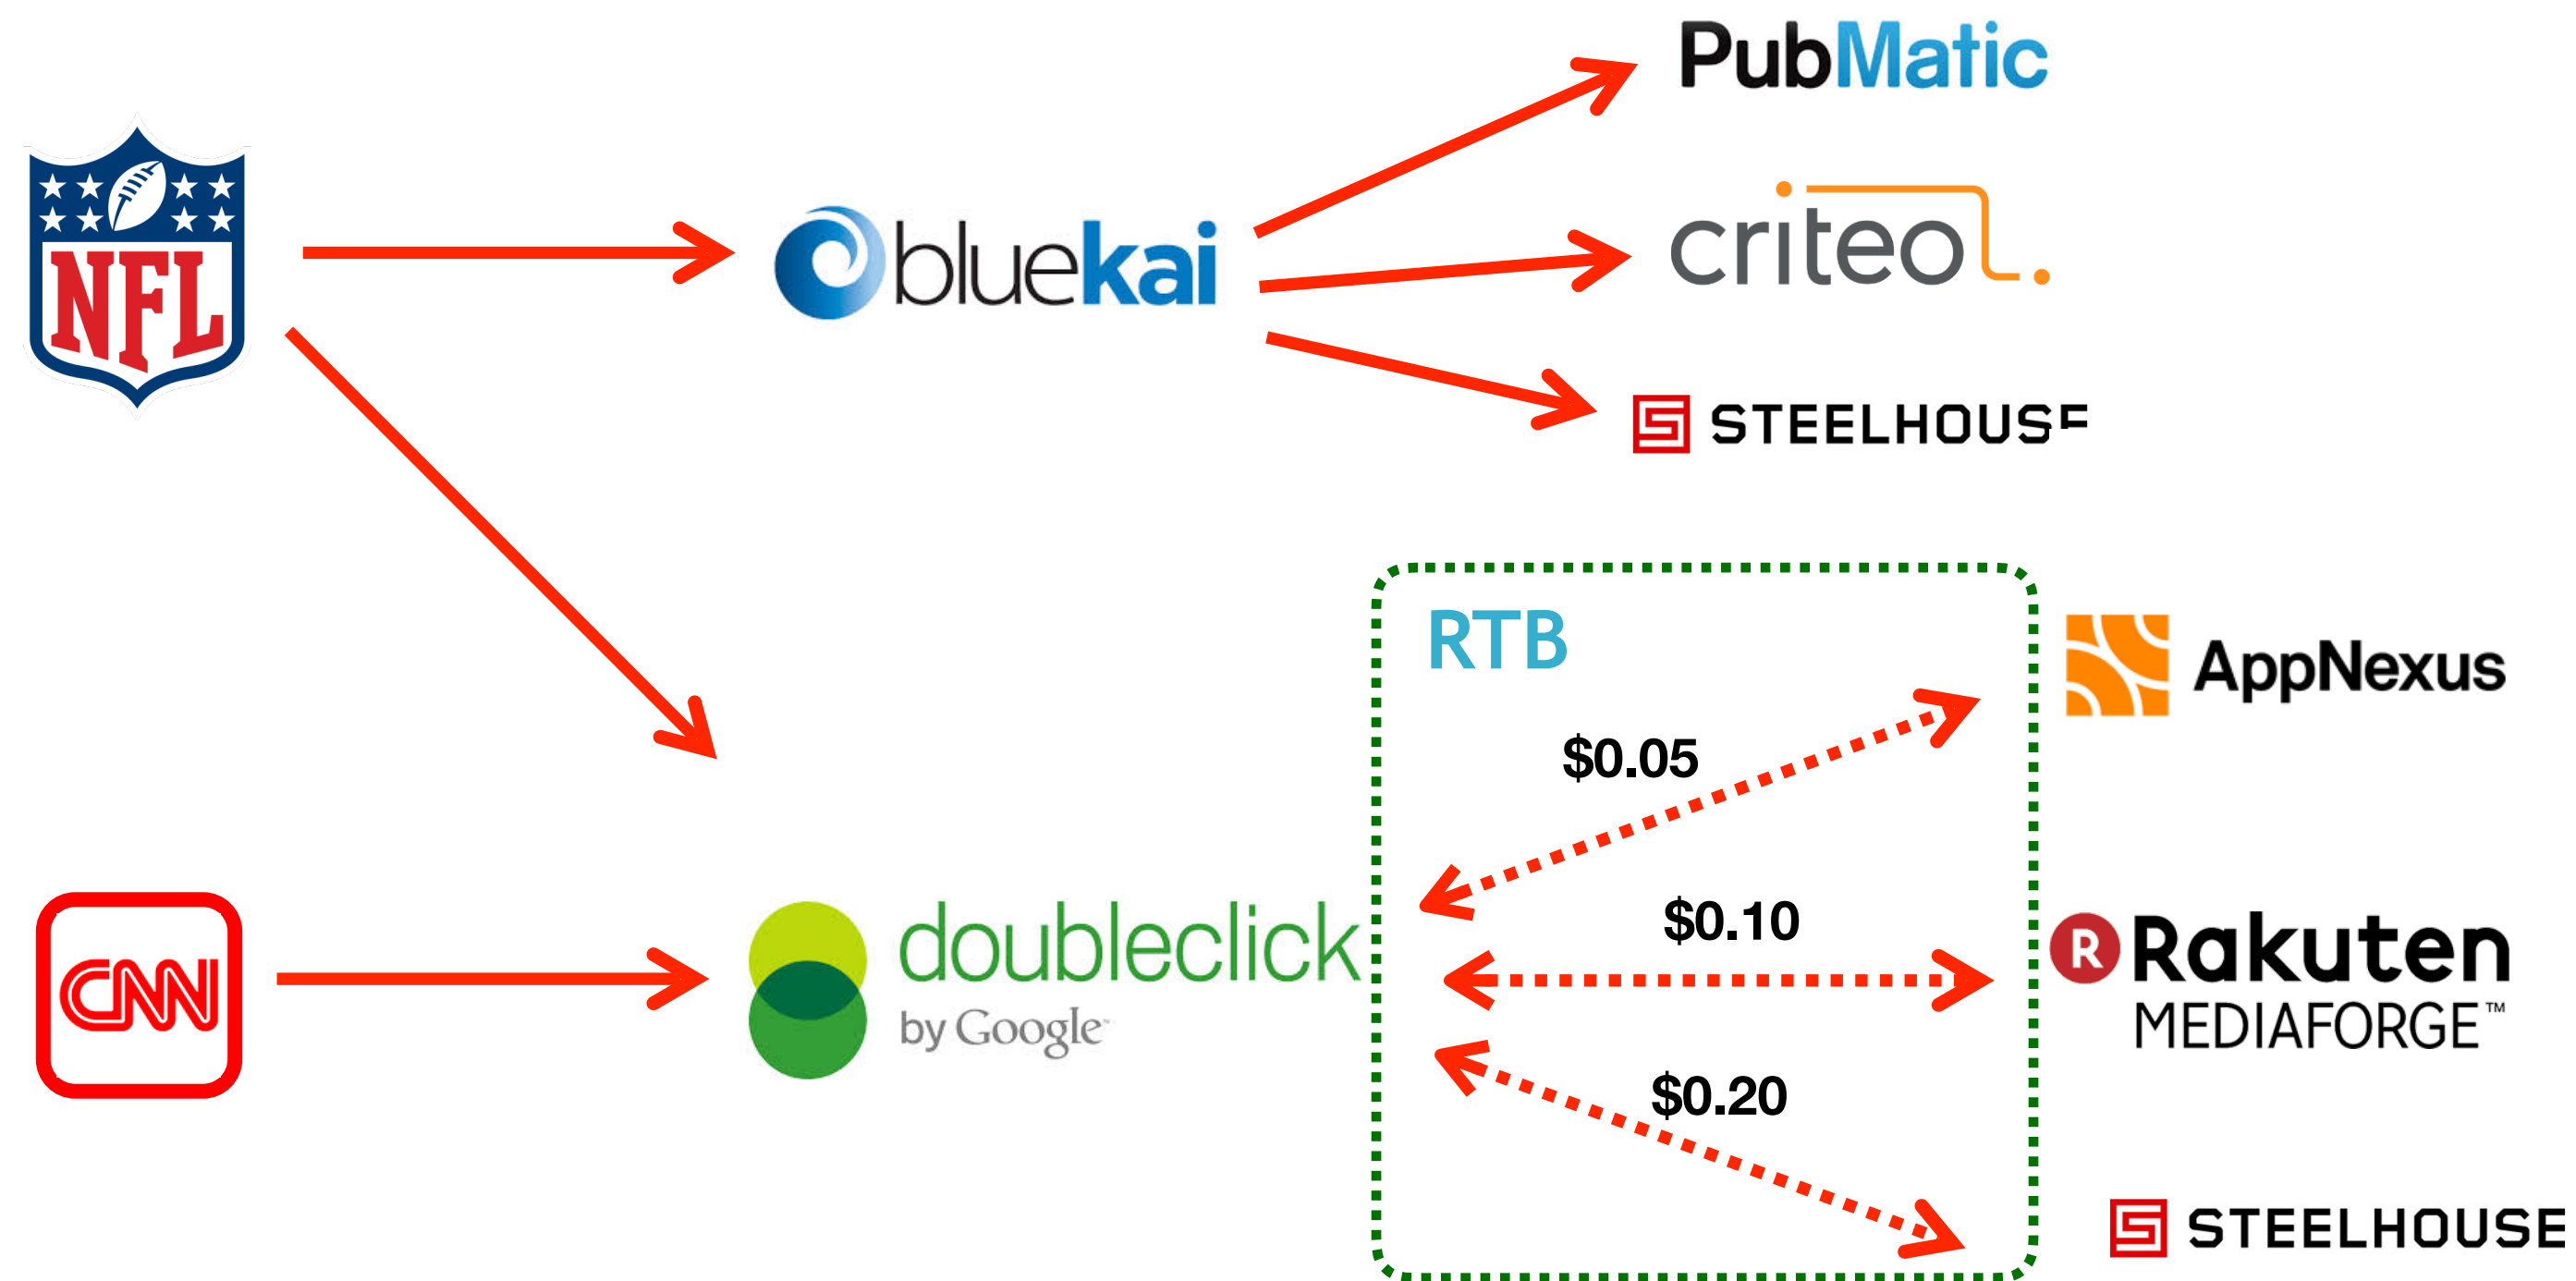 PubMatic
NFL
bluekai
criteo
STEELHOUSE
RTB
AppNexus
$0.05
$0.10
CNN
doubleclick
by Google
R Rakuten
MEDIAFORGE™
$0.20
STEELHOUSE